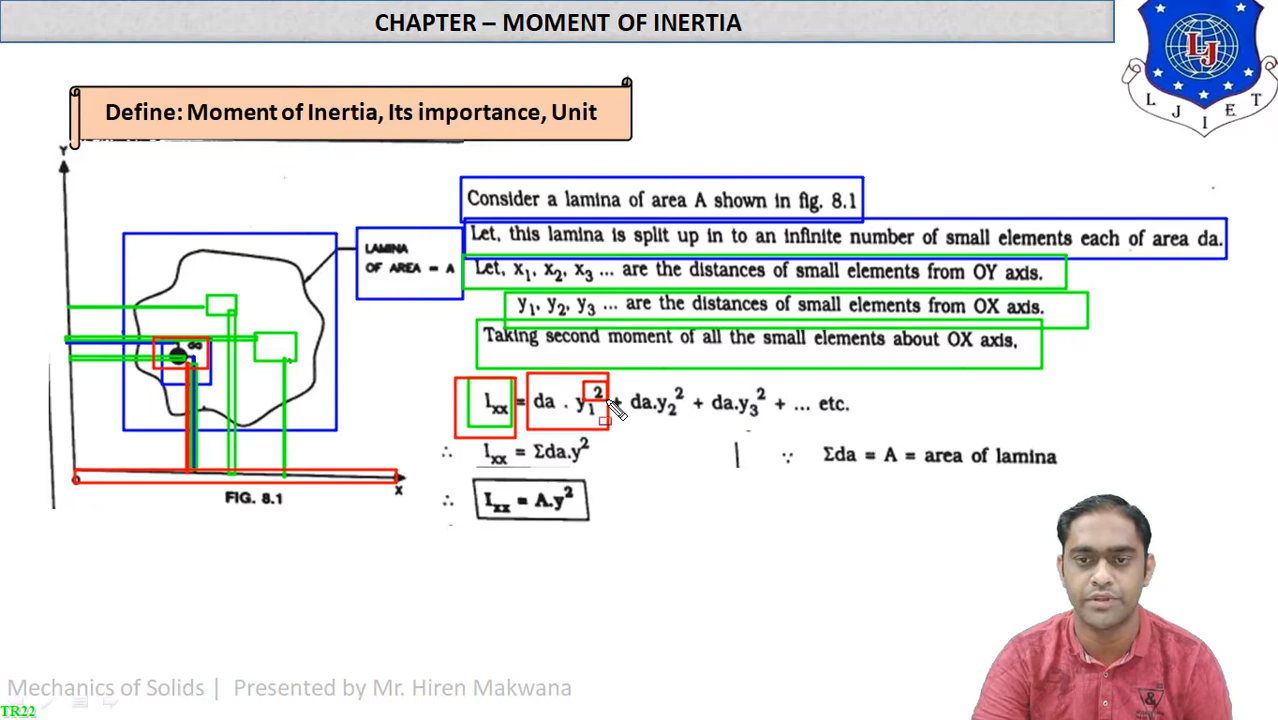 CHAPTER – MOMENT OF INERTIA
LJ
L J I E T
Define: Moment of Inertia, Its importance, Unit
Y
Consider a lamina of area A shown in fig. 8.1
Let, this lamina is split up in to an infinite number of small elements each of area da.
LAMINA
OF AREA = A
Let, x₁, x₂, x₃ ... are the distances of small elements from OY axis.
y₁, y₂, y₃ ... are the distances of small elements from OX axis.
Taking second moment of all the small elements about OX axis,
da
Iₓₓ = da . y₁² + da.y₂² + da.y₃² + ... etc.
∴ Iₓₓ = Σda.y² | ∵ Σda = A = area of lamina
O
X
FIG. 8.1
∴ Iₓₓ = A.y²
Mechanics of Solids | Presented by Mr. Hiren Makwana
TR22